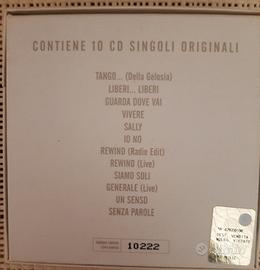 CONTIENE 10 CD SINGOLI ORIGINALI
TANGO... (Della Gelosia)
LIBERI... LIBERI
GUARDA DOVE VAI
VIVERE
SALLY
IO NO
REWIND (Radio Edit)
REWIND (Live)
SIAMO SOLI
GENERALE (Live)
UN SENSO
SENZA PAROLE
10222